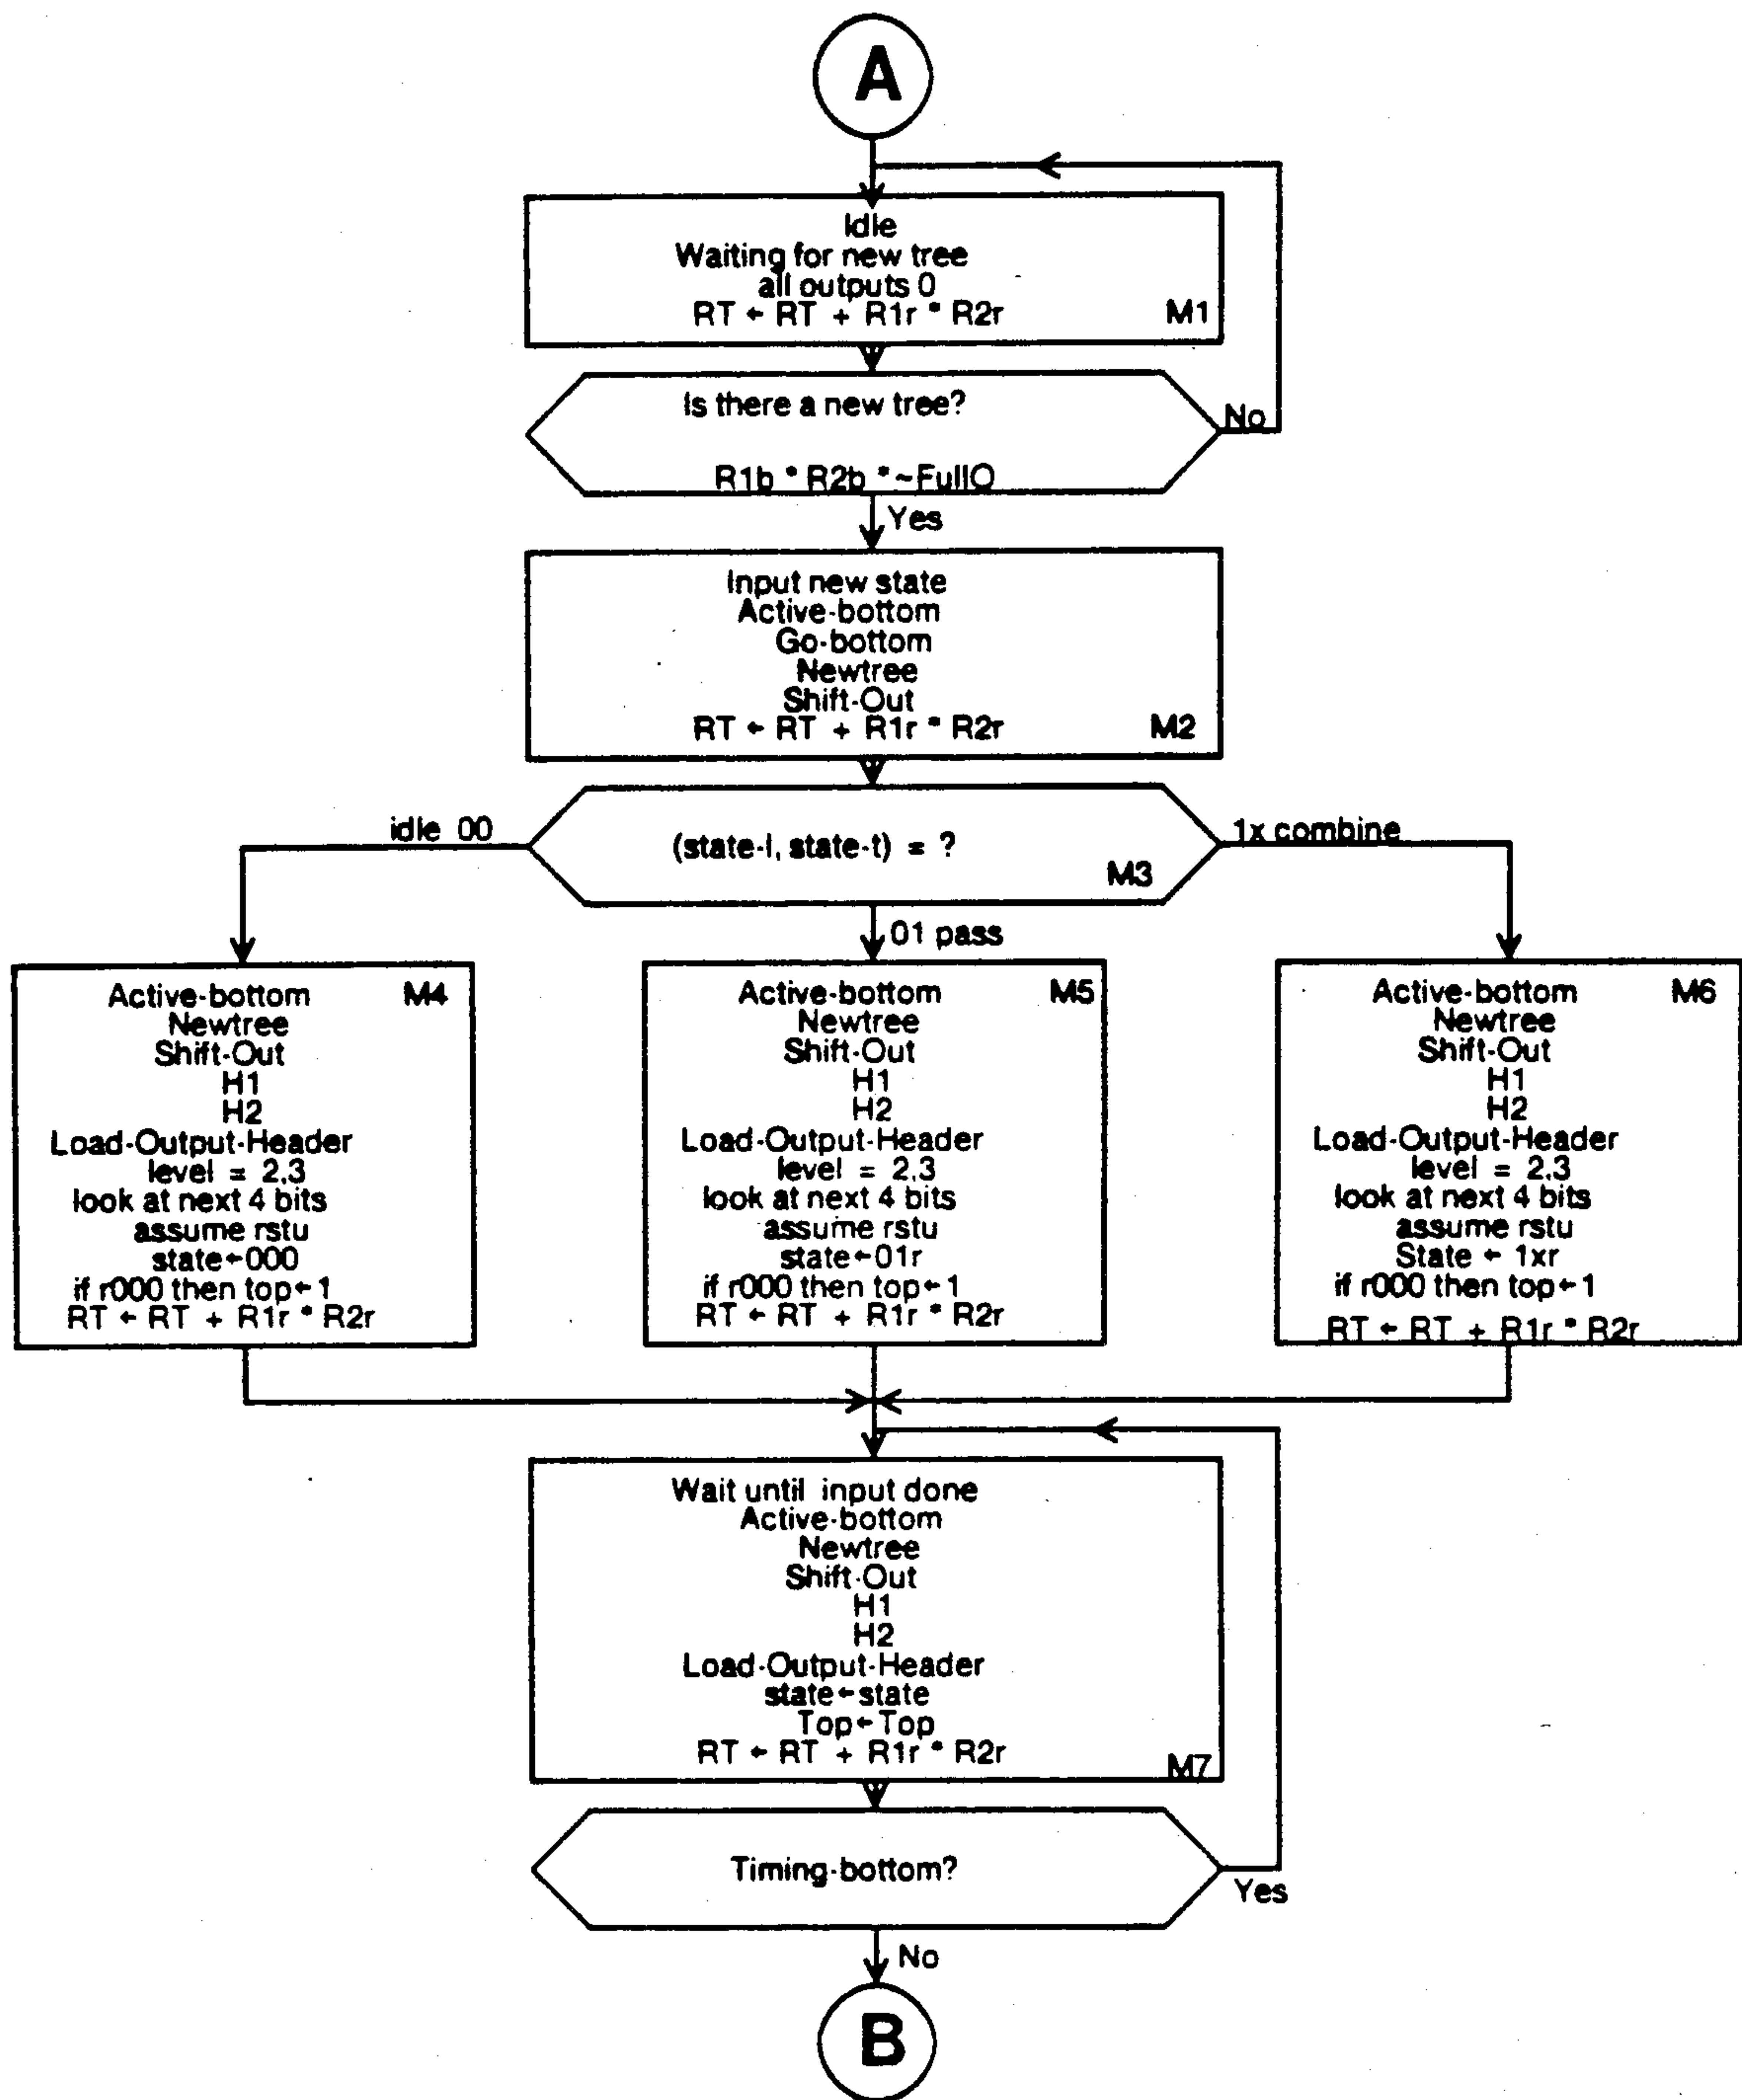 A
Idle
Waiting for new tree
all outputs 0
RT ← RT + R1r * R2r
M1
Is there a new tree?
No
R1b * R2b * ~FullO
Yes
Input new state
Active-bottom
Go-bottom
Newtree
Shift-Out
RT ← RT + R1r * R2r
M2
idle 00
(state-l, state-t) = ?
1x combine
M3
01 pass
Active-bottom
M4
Newtree
Shift-Out
H1
H2
Load-Output-Header
level = 2,3
look at next 4 bits
assume rstu
state←000
if r000 then top←1
RT ← RT + R1r * R2r
Active-bottom
M5
Newtree
Shift-Out
H1
H2
Load-Output-Header
level = 2,3
look at next 4 bits
assume rstu
state←01r
if r000 then top←1
RT ← RT + R1r * R2r
Active-bottom
M6
Newtree
Shift-Out
H1
H2
Load-Output-Header
level = 2,3
look at next 4 bits
assume rstu
State ← 1xr
if r000 then top←1
RT ← RT + R1r * R2r
Wait until input done
Active-bottom
Newtree
Shift-Out
H1
H2
Load-Output-Header
state←state
Top←Top
RT ← RT + R1r * R2r
M7
Timing-bottom?
Yes
No
B